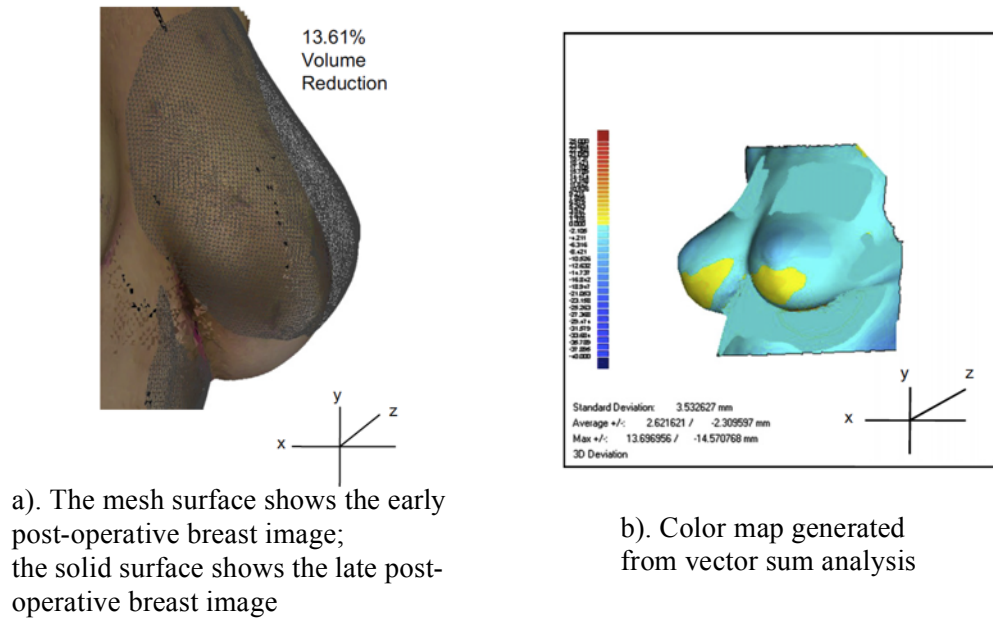 13.61%
Volume
Reduction
y
z
x
a). The mesh surface shows the early
post-operative breast image;
the solid surface shows the late post-
operative breast image
Standard Deviation: 3.532627 mm
Average +/-: 2.621621 / -2.309597 mm
Max +/-: 13.696956 / -14.570768 mm
3D Deviation
y
z
x
b). Color map generated
from vector sum analysis